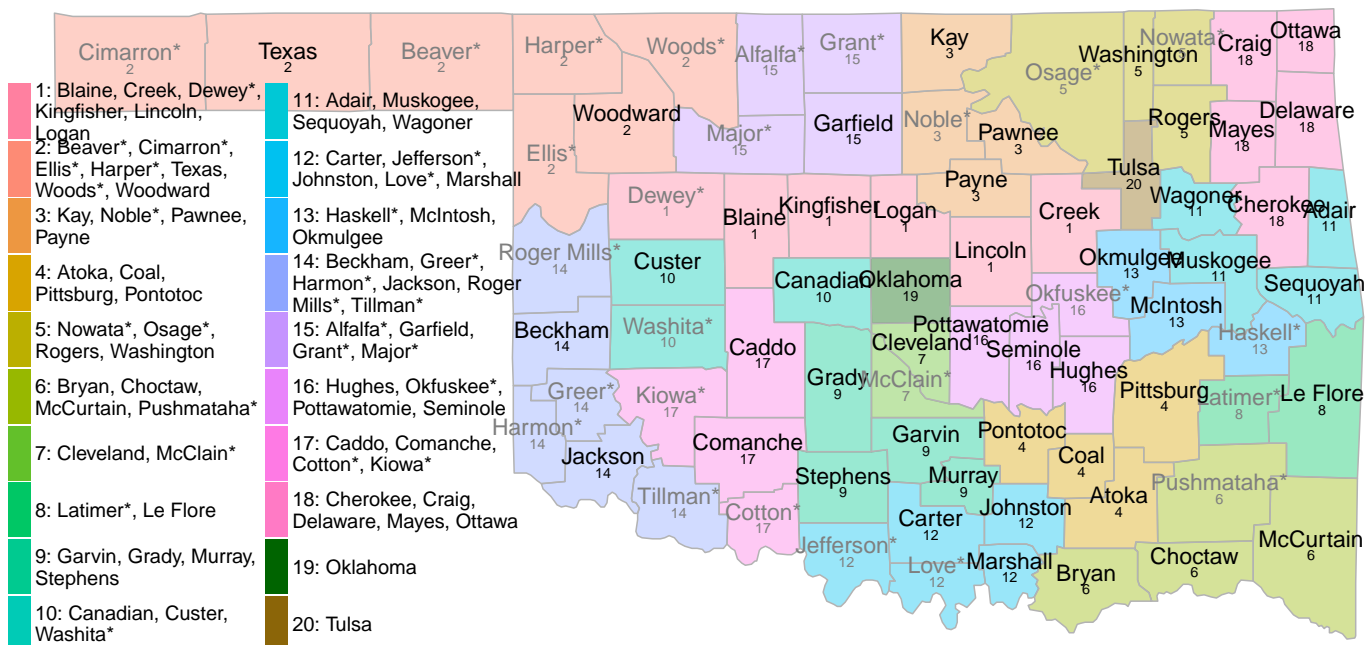 Cimarron*
2
Texas
2
Beaver*
2
Harper*
2
Woods*
2
Alfalfa*
15
Grant*
15
Kay
3
Osage*
5
Washington
5
Nowata*
5
Craig
18
Ottawa
18
Woodward
2
Ellis*
2
Major*
15
Garfield
15
Noble*
3
Pawnee
3
Payne
3
Tulsa
20
Rogers
5
Mayes
18
Delaware
18
Dewey*
1
Blaine
1
Kingfisher
1
Logan
1
Lincoln
1
Creek
1
Wagoner
11
Cherokee
18
Adair
11
Roger Mills*
14
Custer
10
Canadian
10
Oklahoma
19
Okfuskee*
16
Okmulgee
13
Muskogee
11
McIntosh
13
Sequoyah
11
Haskell*
13
Beckham
14
Washita*
10
Caddo
17
Grady
9
Cleveland
7
McClain*
7
Pottawatomie
16
Seminole
16
Hughes
16
Pittsburg
4
Latimer*
8
Le Flore
8
Greer*
14
Harmon*
14
Kiowa*
17
Jackson
14
Comanche
17
Tillman*
14
Cotton*
17
Stephens
9
Garvin
9
Murray
9
Pontotoc
4
Coal
4
Atoka
4
Pushmataha*
6
McCurtain
6
Jefferson*
12
Carter
12
Love*
12
Johnston
12
Marshall
12
Bryan
6
Choctaw
6
1: Blaine, Creek, Dewey*,
Kingfisher, Lincoln,
Logan
2: Beaver*, Cimarron*,
Ellis*, Harper*, Texas,
Woods*, Woodward
3: Kay, Noble*, Pawnee,
Payne
4: Atoka, Coal,
Pittsburg, Pontotoc
5: Nowata*, Osage*,
Rogers, Washington
6: Bryan, Choctaw,
McCurtain, Pushmataha*
7: Cleveland, McClain*
8: Latimer*, Le Flore
9: Garvin, Grady, Murray,
Stephens
10: Canadian, Custer,
Washita*
11: Adair, Muskogee,
Sequoyah, Wagoner
12: Carter, Jefferson*,
Johnston, Love*, Marshall
13: Haskell*, McIntosh,
Okmulgee
14: Beckham, Greer*,
Harmon*, Jackson, Roger
Mills*, Tillman*
15: Alfalfa*, Garfield,
Grant*, Major*
16: Hughes, Okfuskee*,
Pottawatomie, Seminole
17: Caddo, Comanche,
Cotton*, Kiowa*
18: Cherokee, Craig,
Delaware, Mayes, Ottawa
19: Oklahoma
20: Tulsa